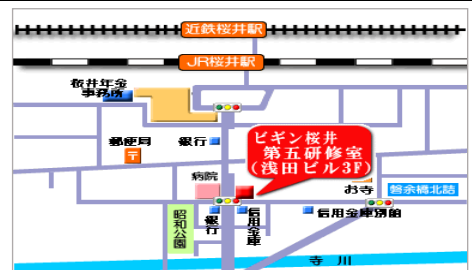 近鉄桜井駅
JR桜井駅
桜井年金
事務所
郵便局
〒
銀行
ビギン桜井
第五研修室
(浅田ビル3F)
病院
お寺
磐余橋北詰
昭和公園
銀行
信用金庫
信用金庫別館
寺川